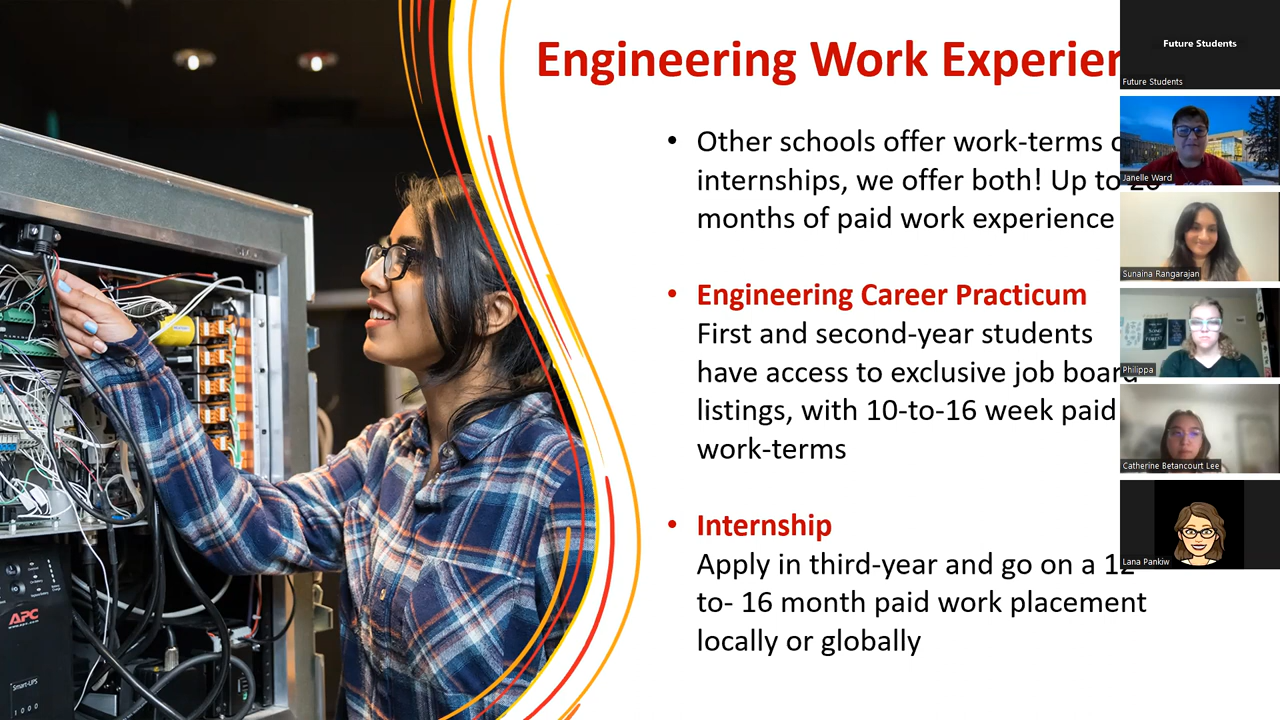 Engineering Work Experien
• Other schools offer work-terms
internships, we offer both! Up to
months of paid work experience
• Engineering Career Practicum
First and second-year students
have access to exclusive job board
listings, with 10-to-16 week paid
work-terms
• Internship
Apply in third-year and go on a 12-
to- 16 month paid work placement
locally or globally
Future Students
Future Students
Janelle Ward
Sunaina Rangarajan
Philippa
Catherine Betancourt Lee
Lana Pankiw
APC
Smart-UPS
1000